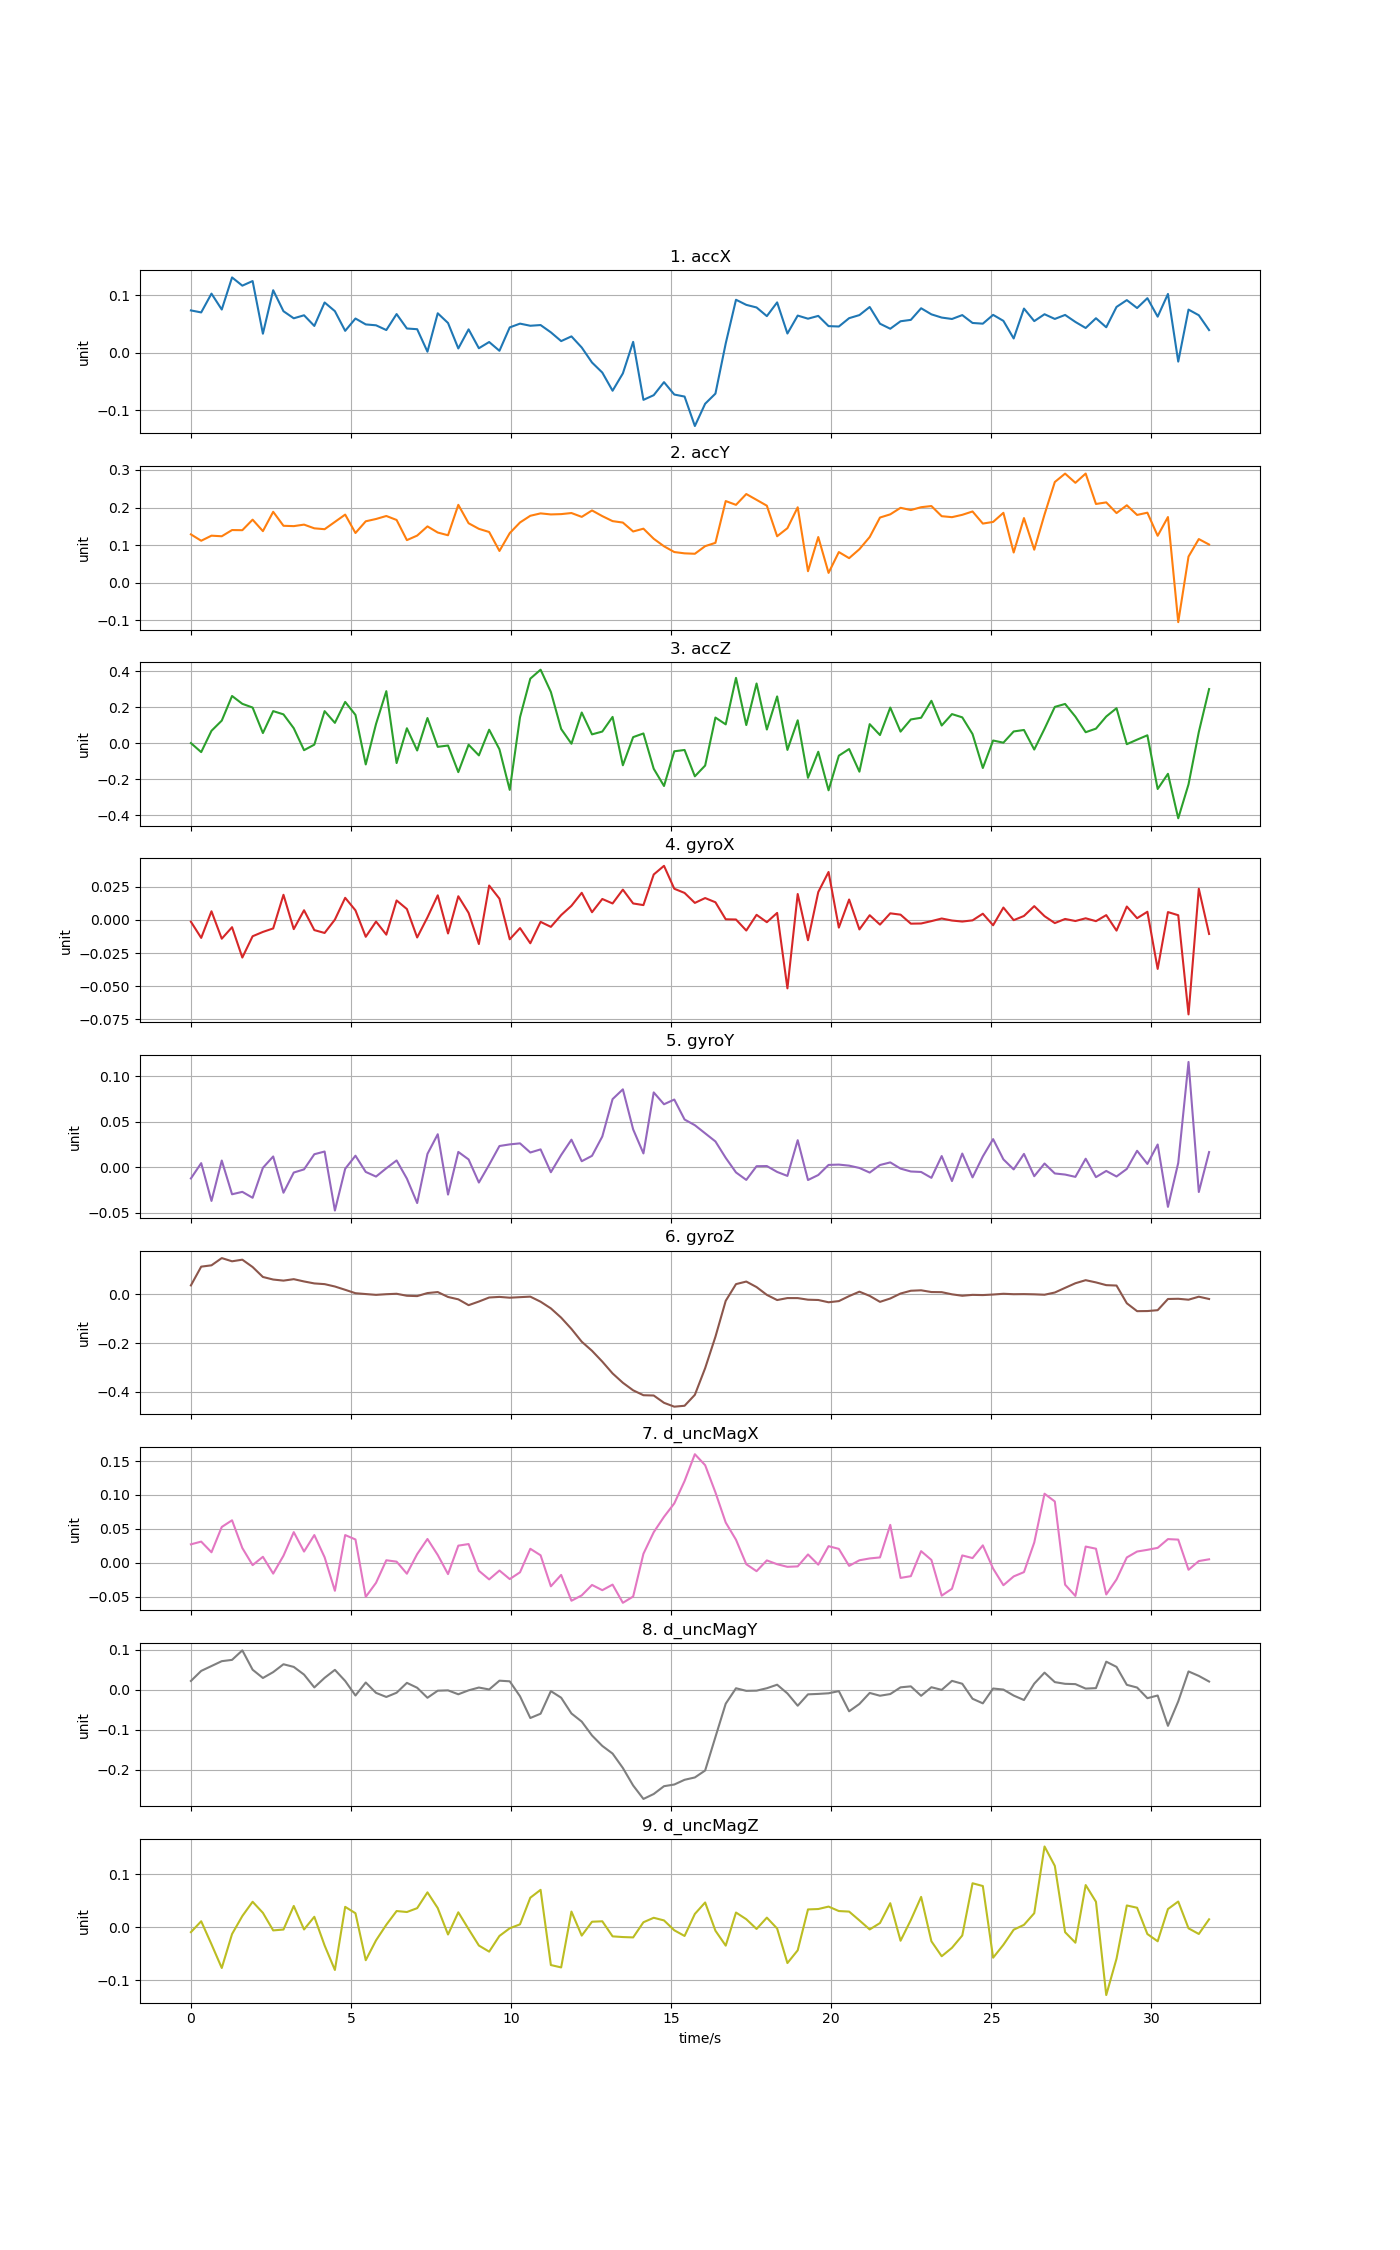 1. accX
0.1
0.0
−0.1
unit
2. accY
0.3
0.2
0.1
0.0
−0.1
unit
3. accZ
0.4
0.2
0.0
−0.2
−0.4
unit
4. gyroX
0.025
0.000
−0.025
−0.050
−0.075
unit
5. gyroY
0.10
0.05
0.00
−0.05
unit
6. gyroZ
0.0
−0.2
−0.4
unit
7. d_uncMagX
0.15
0.10
0.05
0.00
−0.05
unit
8. d_uncMagY
0.1
0.0
−0.1
−0.2
unit
9. d_uncMagZ
0.1
0.0
−0.1
unit
0 5 10 15 20 25 30
time/s